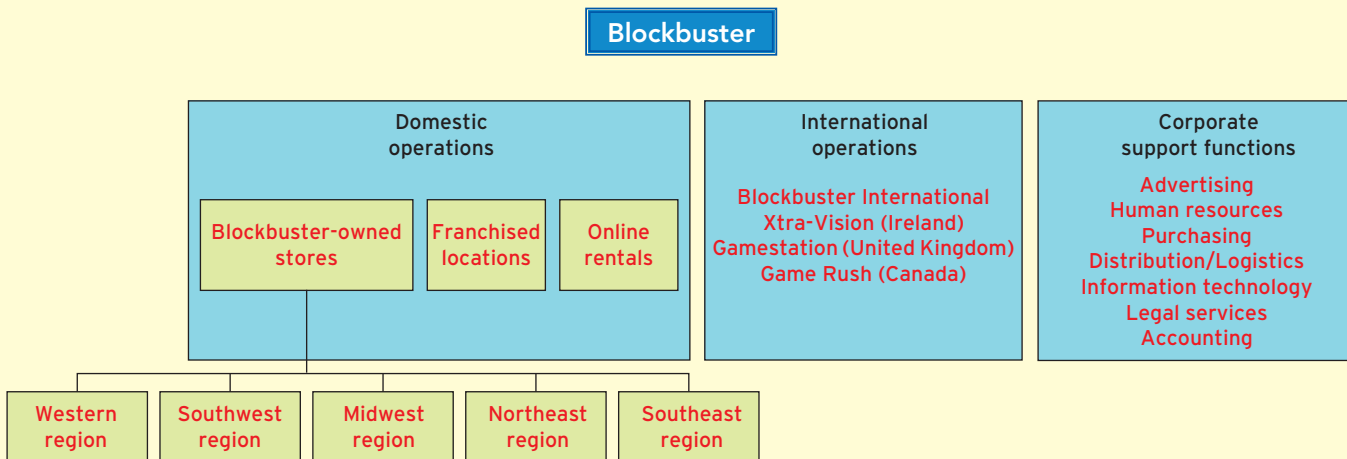 Blockbuster
Domestic
operations
Blockbuster-owned
stores
Franchised
locations
Online
rentals
International
operations
Blockbuster International
Xtra-Vision (Ireland)
Gamestation (United Kingdom)
Game Rush (Canada)
Corporate
support functions
Advertising
Human resources
Purchasing
Distribution/Logistics
Information technology
Legal services
Accounting
Western
region
Southwest
region
Midwest
region
Northeast
region
Southeast
region